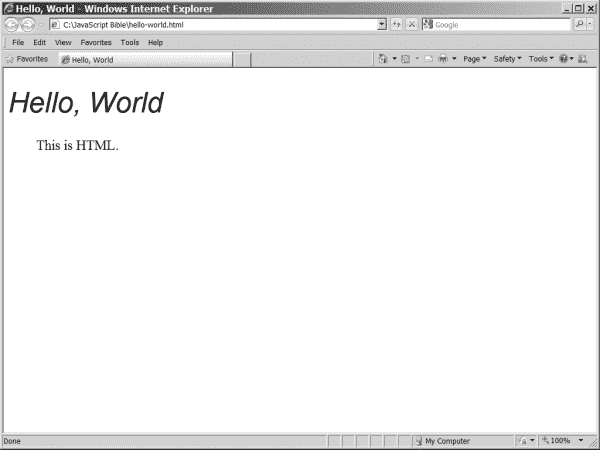 Hello, World - Windows Internet Explorer
C:\JavaScript Bible\hello-world.html
Google
File Edit View Favorites Tools Help
Favorites Hello, World Page Safety Tools
Hello, World
This is HTML.
Done My Computer 100%